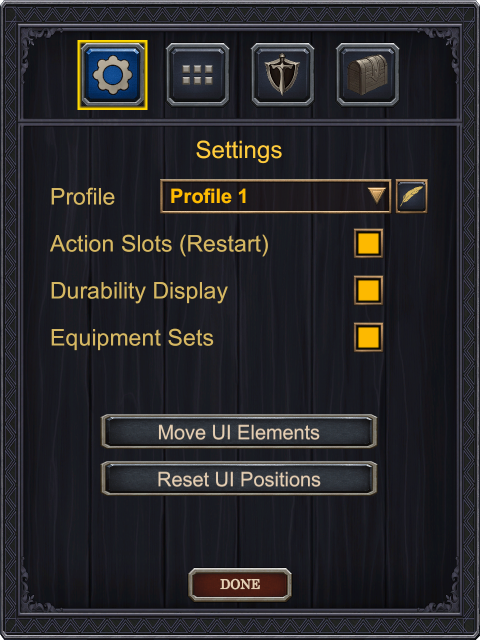 Settings
Profile Profile 1
Action Slots (Restart)
Durability Display
Equipment Sets
Move UI Elements
Reset UI Positions
DONE